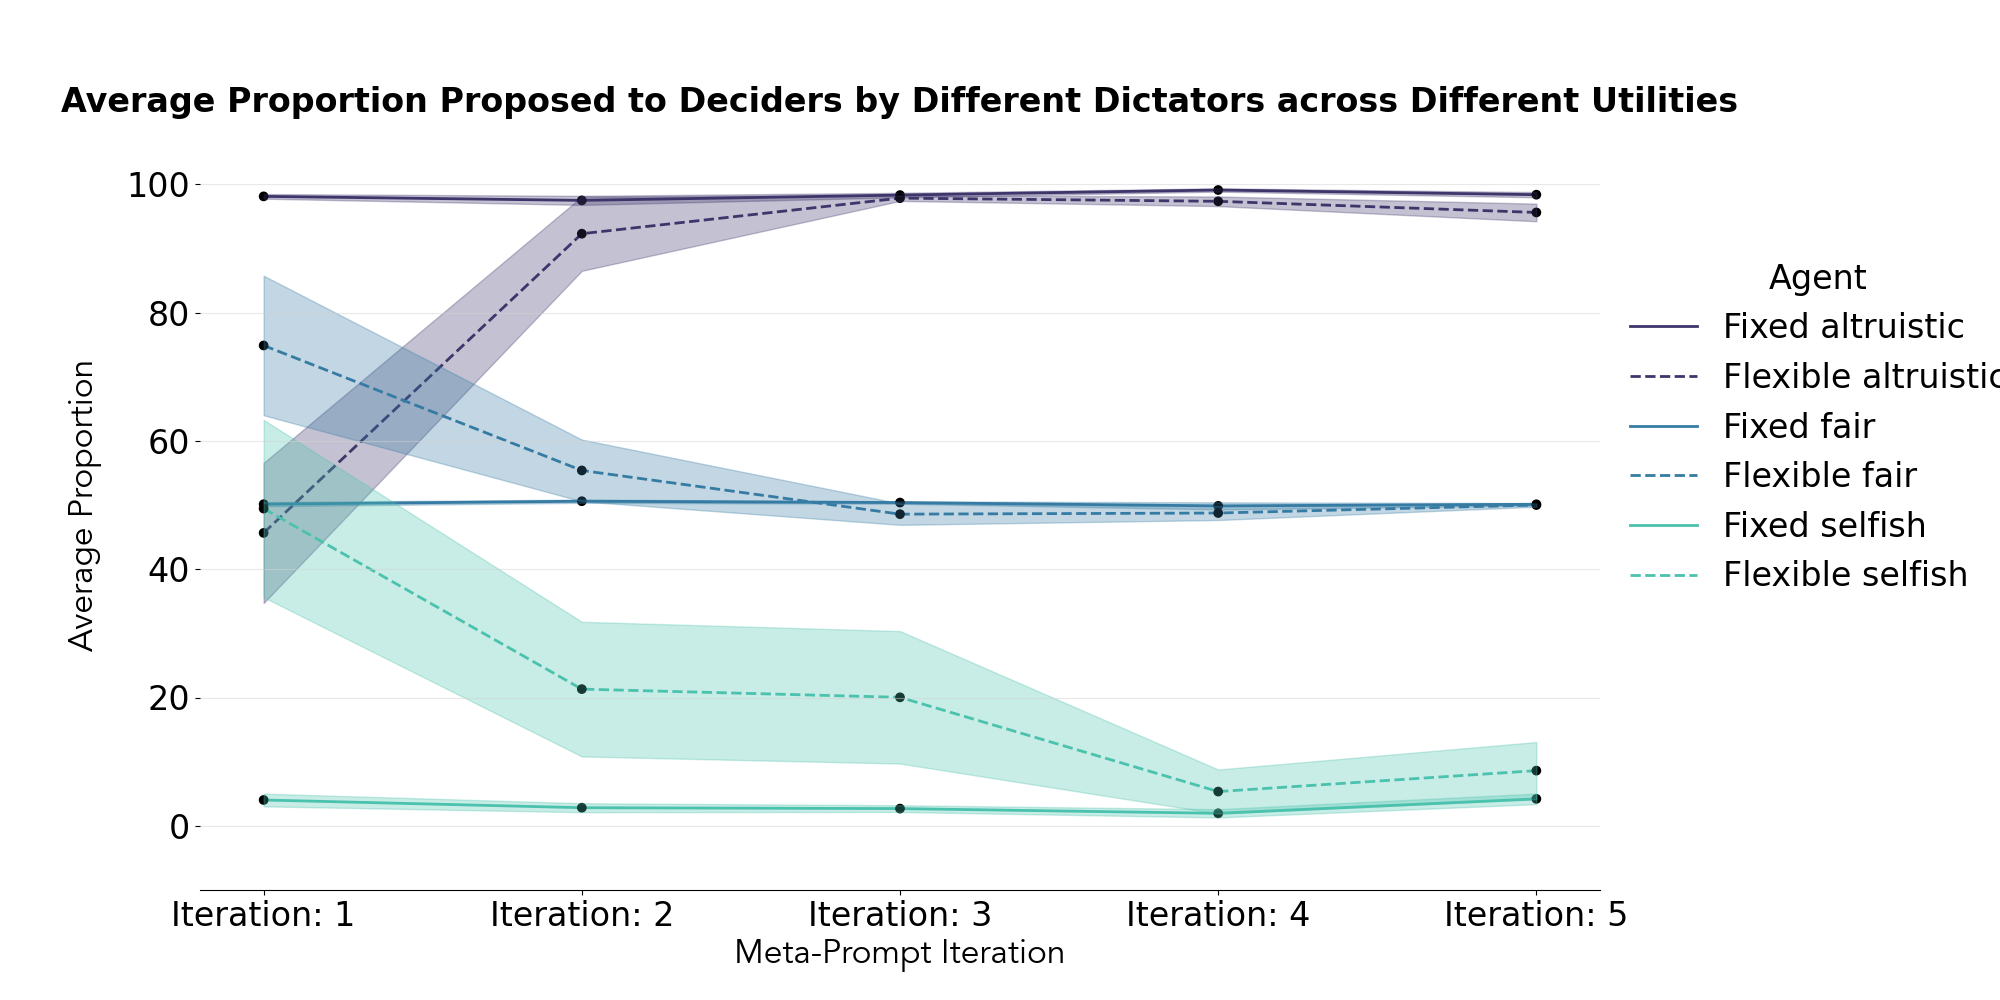 Average Proportion Proposed to Deciders by Different Dictators across Different Utilities
100
80
60
40
20
0
Average Proportion
Iteration: 1
Iteration: 2
Iteration: 3
Iteration: 4
Iteration: 5
Meta-Prompt Iteration
Agent
Fixed altruistic
Flexible altruistic
Fixed fair
Flexible fair
Fixed selfish
Flexible selfish